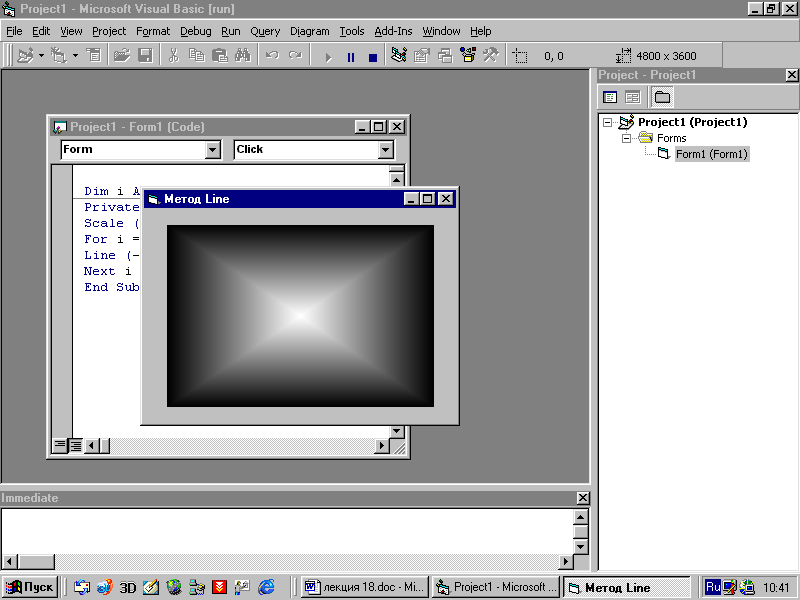 Project1 - Microsoft Visual Basic [run]
File Edit View Project Format Debug Run Query Diagram Tools Add-Ins Window Help
0, 0 4800 x 3600
Project - Project1
Project1 (Project1)
Forms
Form1 (Form1)
Project1 - Form1 (Code)
Form Click
Dim i A
Private
Scale (
For i =
Line (-
Next i
End Sub
Метод Line
Immediate
Пуск 3D лекция 18.doc - Mi... Project1 - Microsoft ... Метод Line Ru 10:41